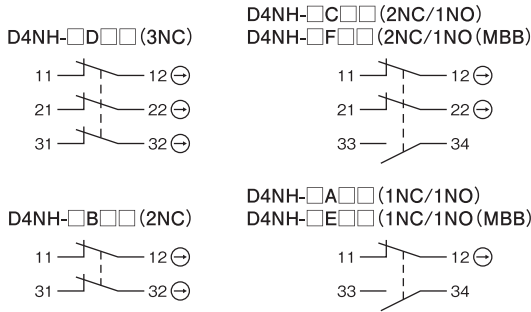 D4NH-□D□□(3NC)
11 12
21 22
31 32
D4NH-□C□□(2NC/1NO)
D4NH-□F□□(2NC/1NO(MBB)
11 12
21 22
33 34
D4NH-□B□□(2NC)
11 12
31 32
D4NH-□A□□(1NC/1NO)
D4NH-□E□□(1NC/1NO(MBB)
11 12
33 34